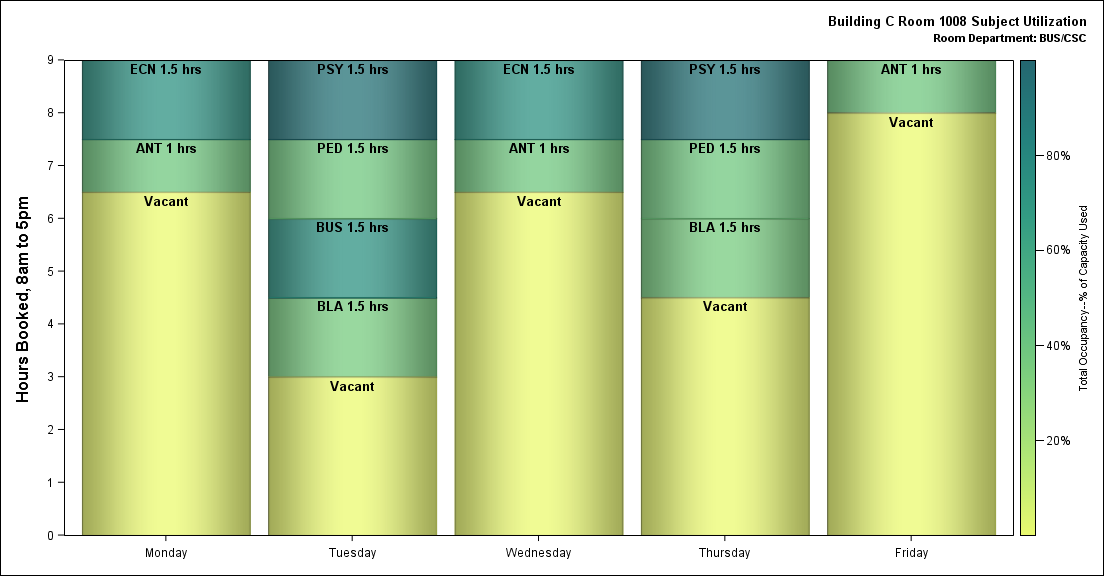 Building C Room 1008 Subject Utilization
Room Department: BUS/CSC
Hours Booked, 8am to 5pm
9
8
7
6
5
4
3
2
1
0
ECN 1.5 hrs
ANT 1 hrs
Vacant
PSY 1.5 hrs
PED 1.5 hrs
BUS 1.5 hrs
BLA 1.5 hrs
Vacant
ECN 1.5 hrs
ANT 1 hrs
Vacant
PSY 1.5 hrs
PED 1.5 hrs
BLA 1.5 hrs
Vacant
ANT 1 hrs
Vacant
Monday
Tuesday
Wednesday
Thursday
Friday
80%
60%
40%
20%
Total Occupancy--% of Capacity Used